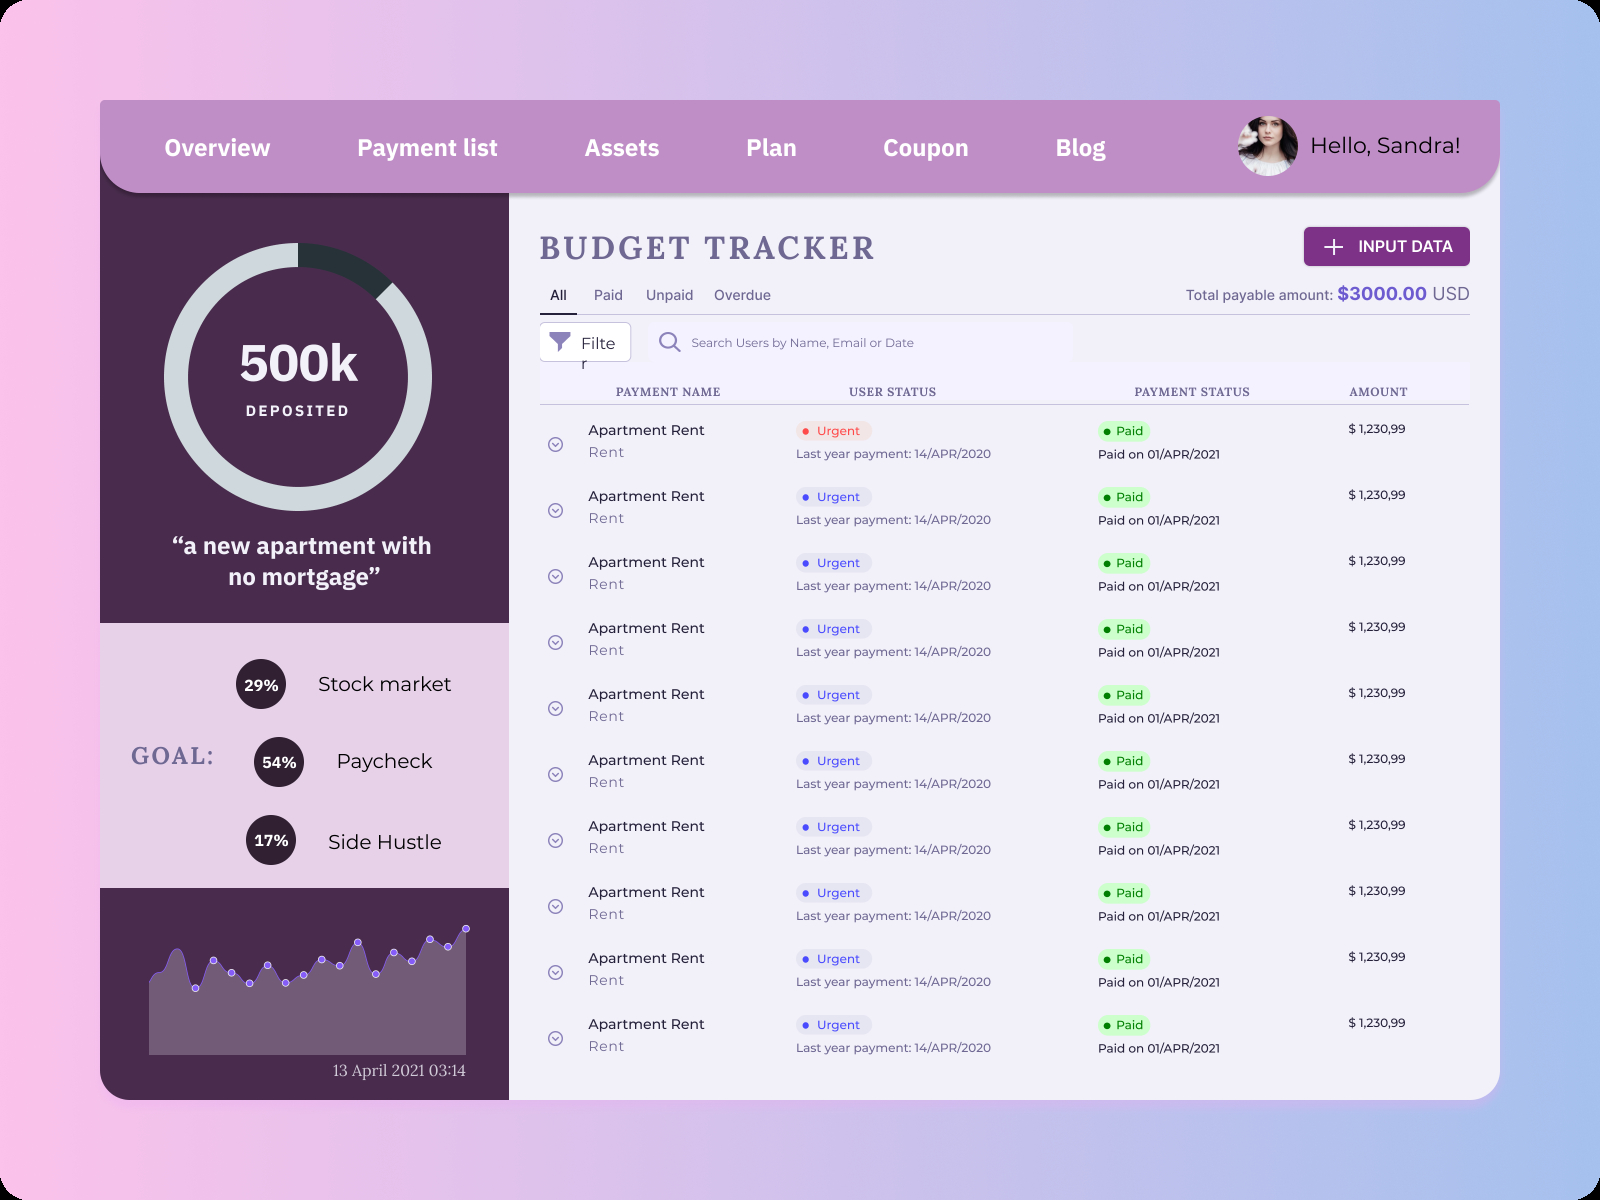 Overview Payment list Assets Plan Coupon Blog Hello, Sandra!
500k
DEPOSITED
“a new apartment with
no mortgage”
GOAL:
29% Stock market
54% Paycheck
17% Side Hustle
13 April 2021 03:14
BUDGET TRACKER
INPUT DATA
All Paid Unpaid Overdue
Total payable amount: $3000.00 USD
Filte
r
Search Users by Name, Email or Date
PAYMENT NAME USER STATUS PAYMENT STATUS AMOUNT
Apartment Rent Urgent Paid $ 1,230,99
Rent Last year payment: 14/APR/2020 Paid on 01/APR/2021
Apartment Rent Urgent Paid $ 1,230,99
Rent Last year payment: 14/APR/2020 Paid on 01/APR/2021
Apartment Rent Urgent Paid $ 1,230,99
Rent Last year payment: 14/APR/2020 Paid on 01/APR/2021
Apartment Rent Urgent Paid $ 1,230,99
Rent Last year payment: 14/APR/2020 Paid on 01/APR/2021
Apartment Rent Urgent Paid $ 1,230,99
Rent Last year payment: 14/APR/2020 Paid on 01/APR/2021
Apartment Rent Urgent Paid $ 1,230,99
Rent Last year payment: 14/APR/2020 Paid on 01/APR/2021
Apartment Rent Urgent Paid $ 1,230,99
Rent Last year payment: 14/APR/2020 Paid on 01/APR/2021
Apartment Rent Urgent Paid $ 1,230,99
Rent Last year payment: 14/APR/2020 Paid on 01/APR/2021
Apartment Rent Urgent Paid $ 1,230,99
Rent Last year payment: 14/APR/2020 Paid on 01/APR/2021
Apartment Rent Urgent Paid $ 1,230,99
Rent Last year payment: 14/APR/2020 Paid on 01/APR/2021